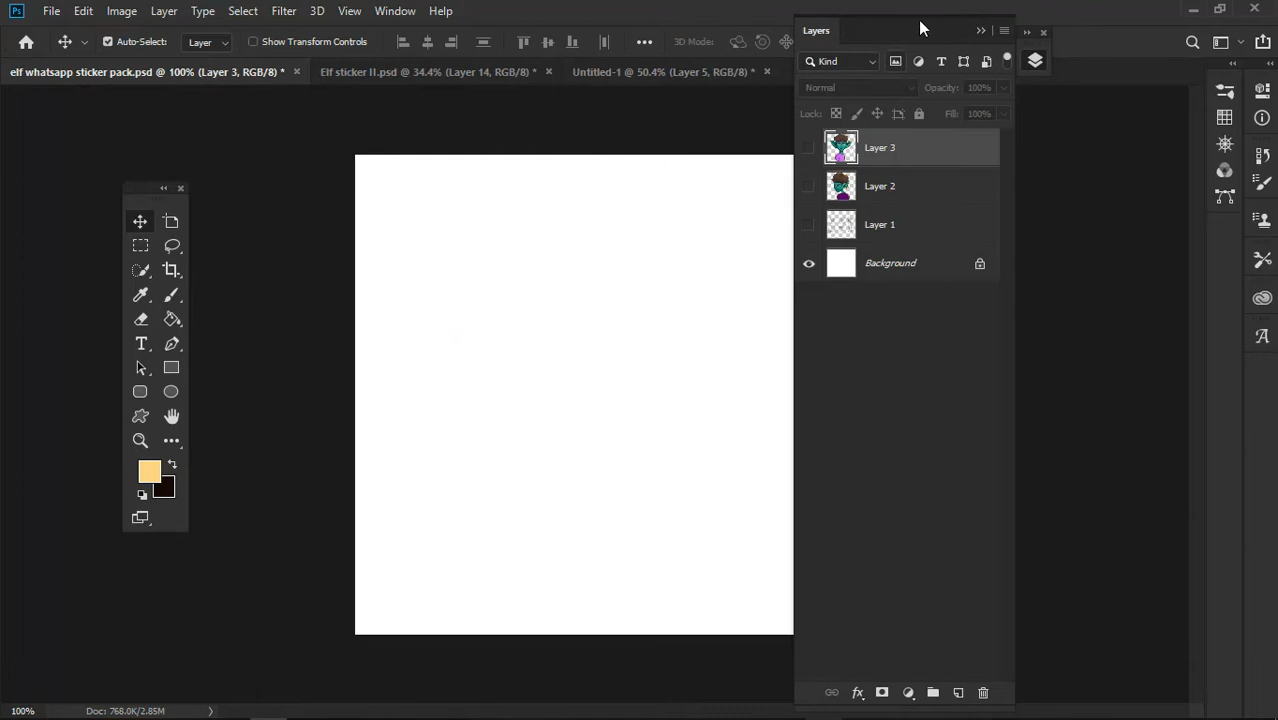 Ps File Edit Image Layer Type Select Filter 3D View Window Help
Auto-Select: Layer Show Transform Controls 3D Mode:
elf whatsapp sticker pack.psd @ 100% (Layer 3, RGB/8) * Elf sticker II.psd @ 34.4% (Layer 14, RGB/8) * Untitled-1 @ 50.4% (Layer 5, RGB/8) *
Layers
Kind
Normal Opacity: 100%
Lock: Fill: 100%
Layer 3
Layer 2
Layer 1
Background
100% Doc: 768.0K/2.85M